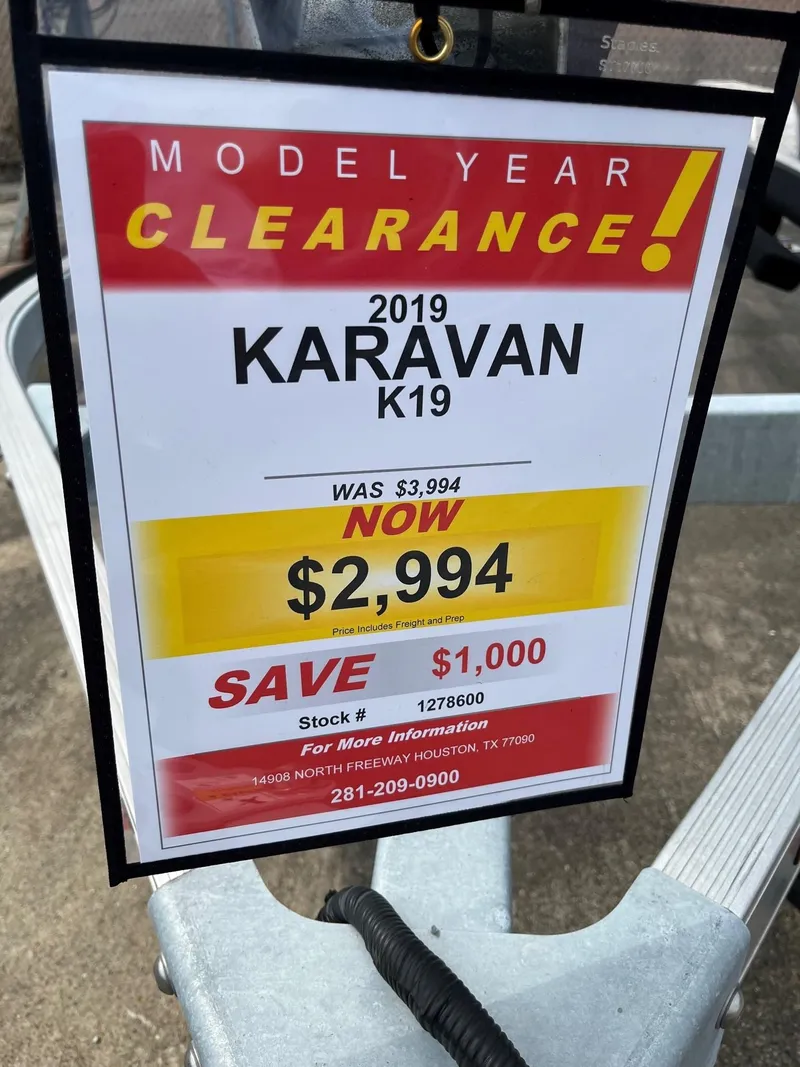 Staples.
MODEL YEAR
CLEARANCE!
2019
KARAVAN
K19
WAS $3,994
NOW
$2,994
Price Includes Freight and Prep
SAVE $1,000
Stock # 1278600
For More Information
14908 NORTH FREEWAY HOUSTON, TX 77090
281-209-0900